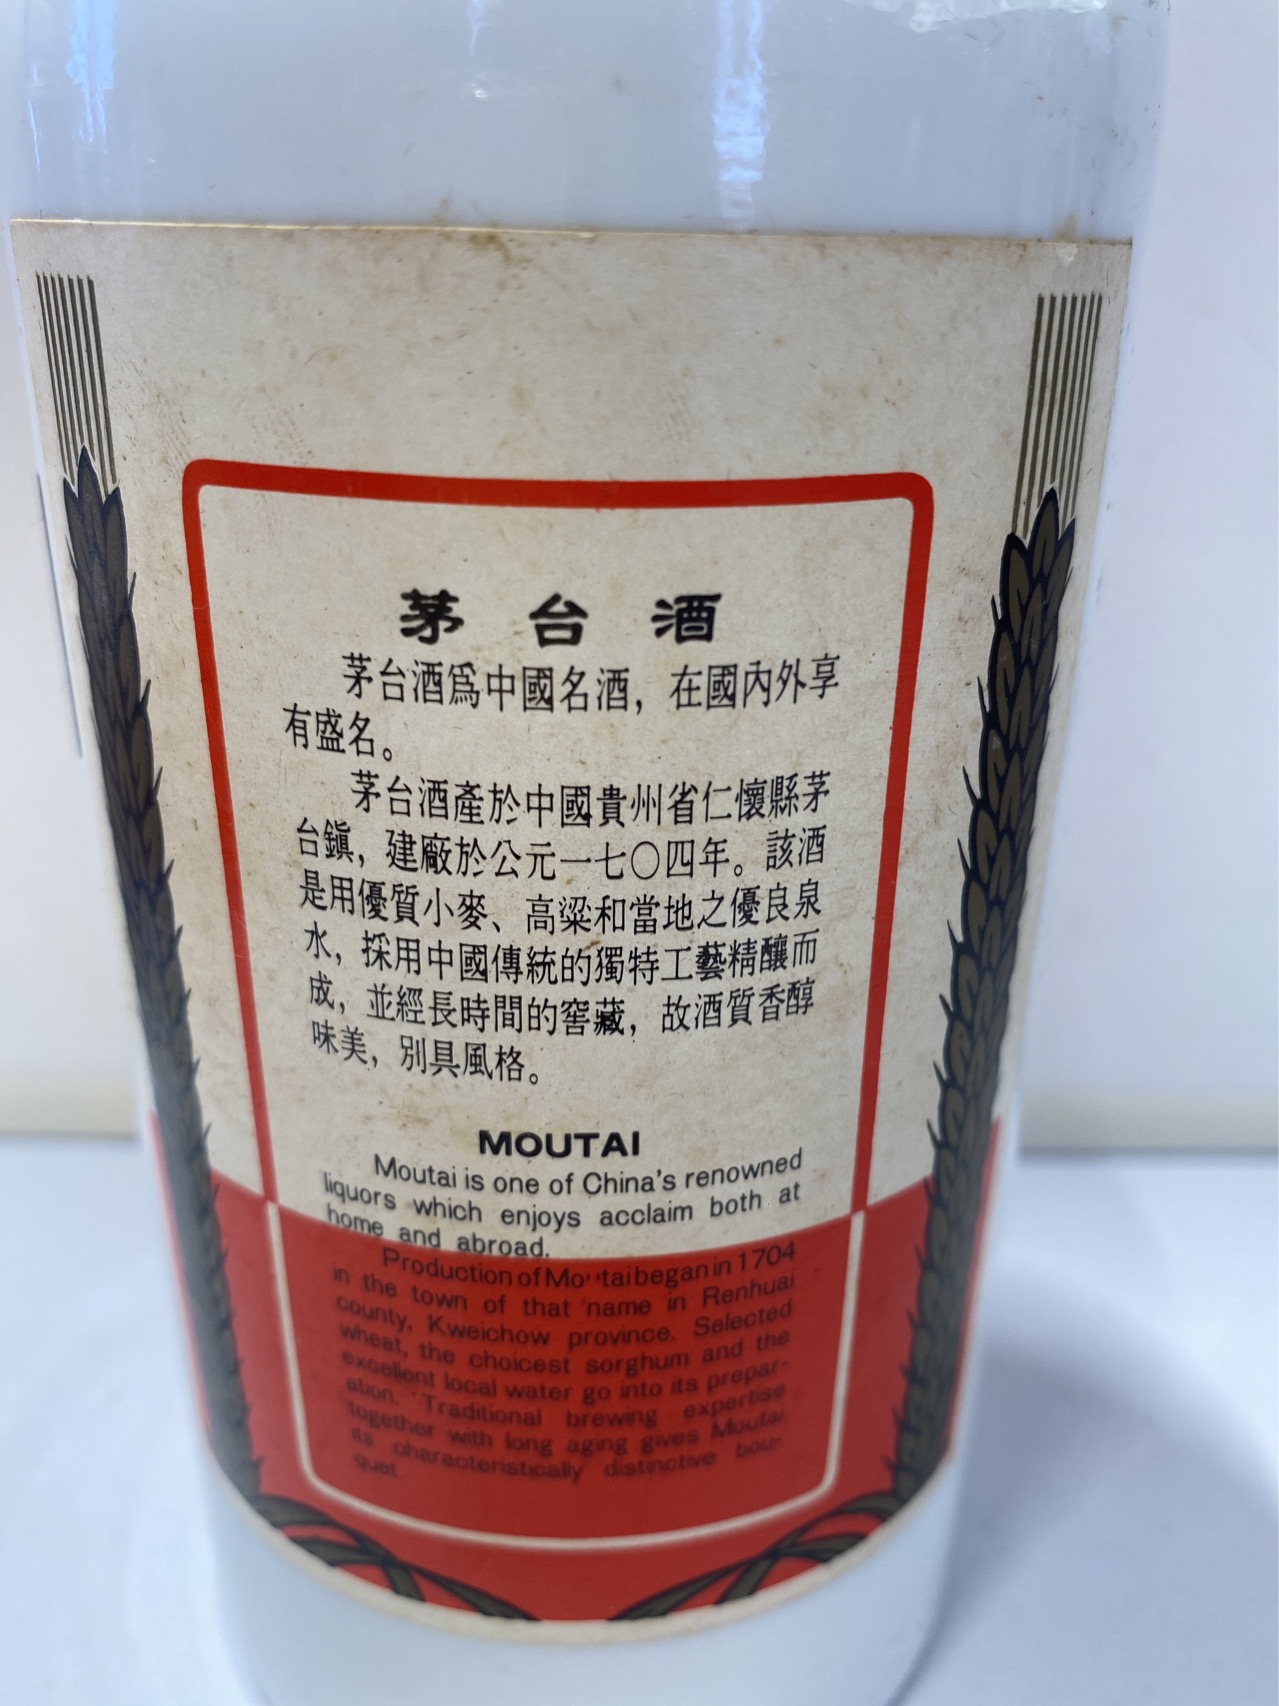 茅台酒
茅台酒爲中國名酒，在國內外享
有盛名。
茅台酒產於中國貴州省仁懷縣茅
台鎭，建廠於公元一七〇四年。該酒
是用優質小麥、高粱和當地之優良泉
水，採用中國傳統的獨特工藝精釀而
成，並經長時間的窖藏，故酒質香醇
味美，別具風格。
MOUTAI
Moutai is one of China's renowned
liquors which enjoys acclaim both at
home and abroad.
Production of Moutai began in 1704
in the town of that name in Renhuai
county, Kweichow province. Selected
wheat, the choicest sorghum and the
excellent local water go into its prepar-
ation. Traditional brewing expertise
together with long aging gives Moutai
its characteristically distinctive bou-
quet